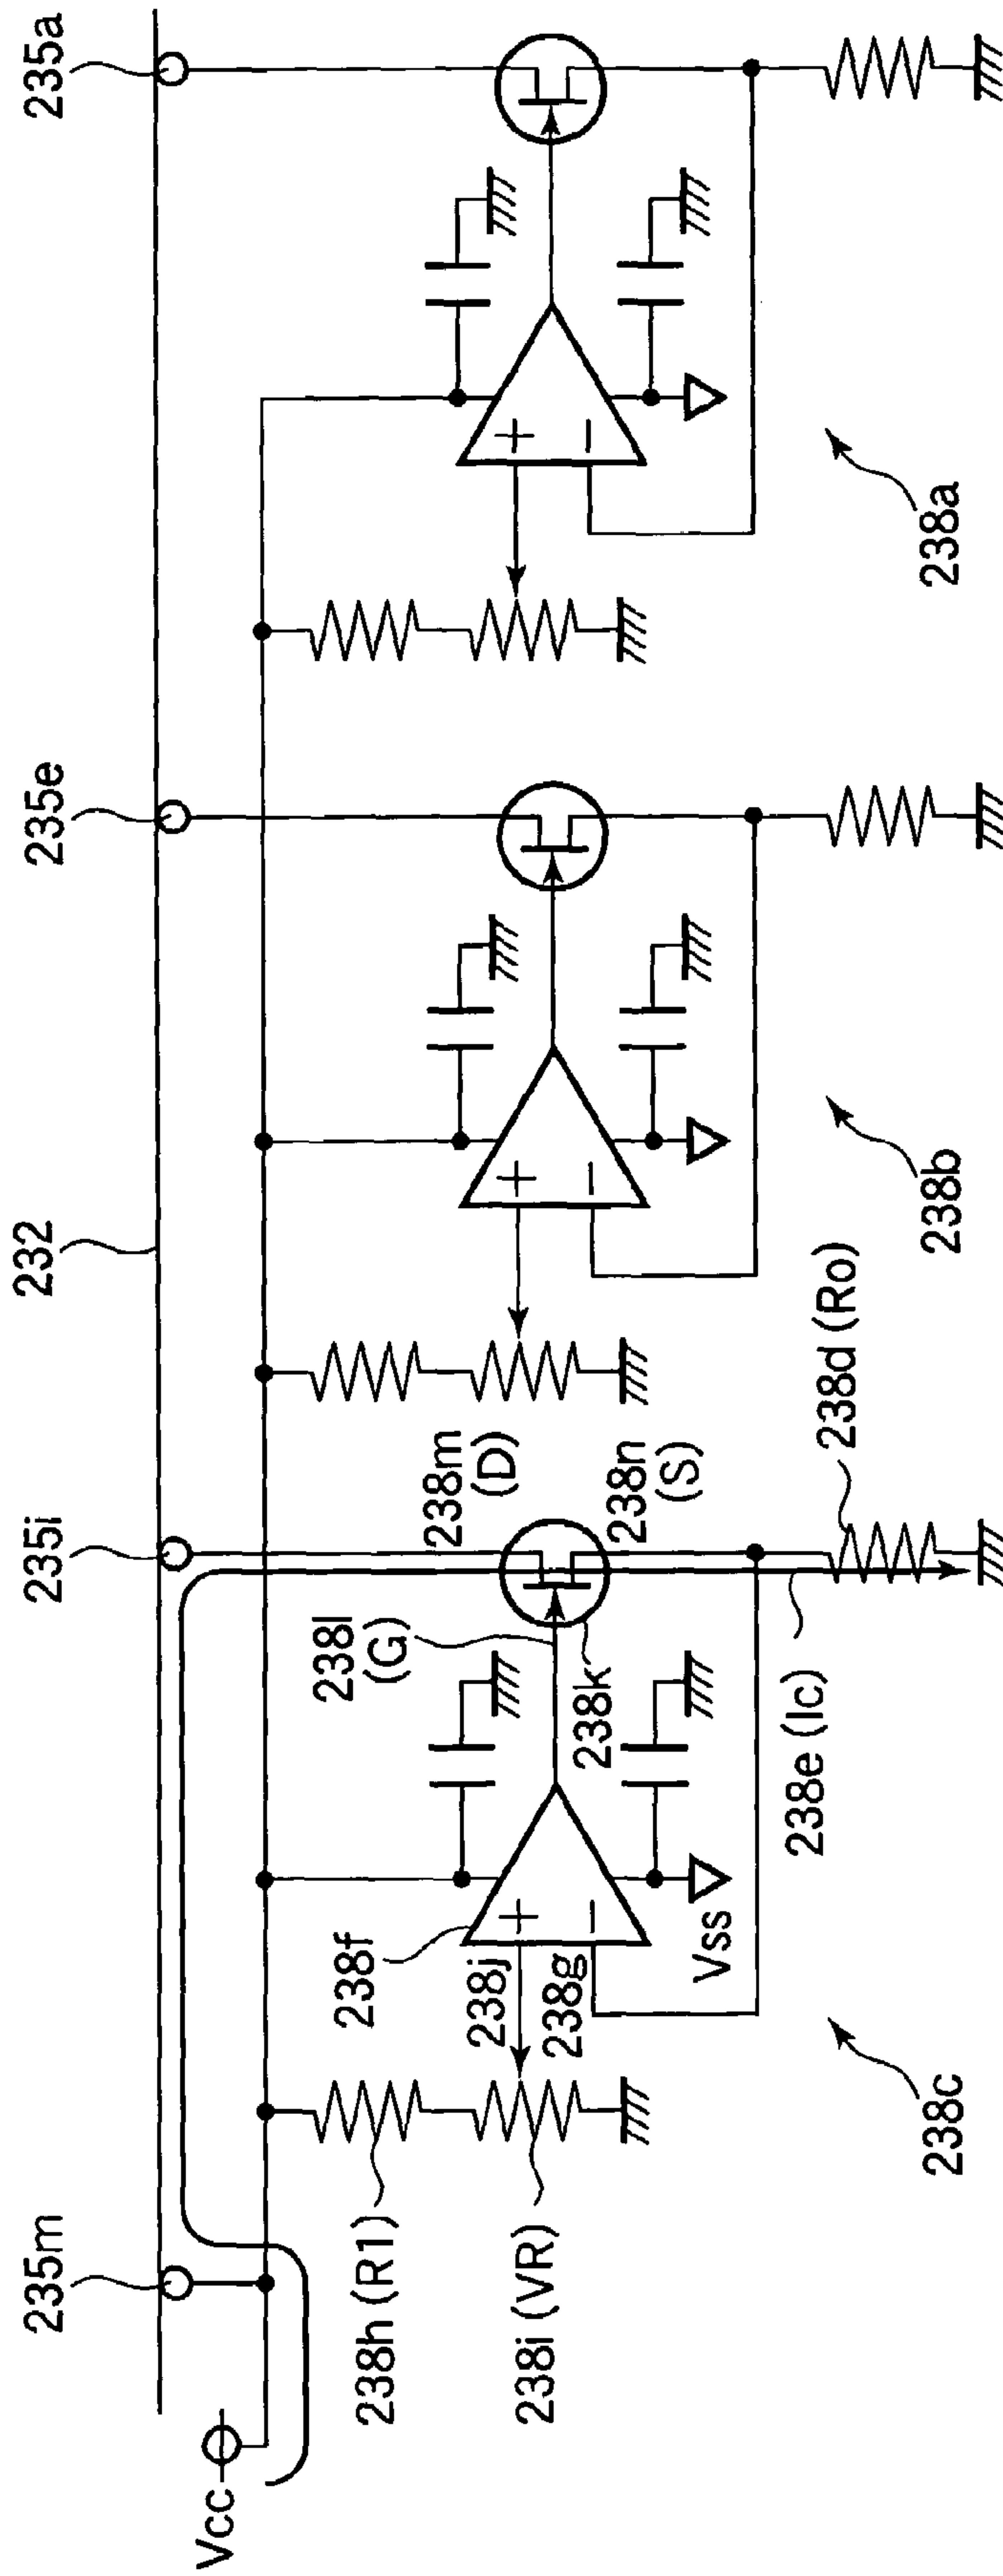 Vcc
235m
235i
232
235e
235a
238h (R1)
238i (VR)
238f
238j
238g
+
−
Vss
238l
(G)
238k
238m
(D)
238n
(S)
238e (Ic)
238d (Ro)
238c
+
−
238b
+
−
238a